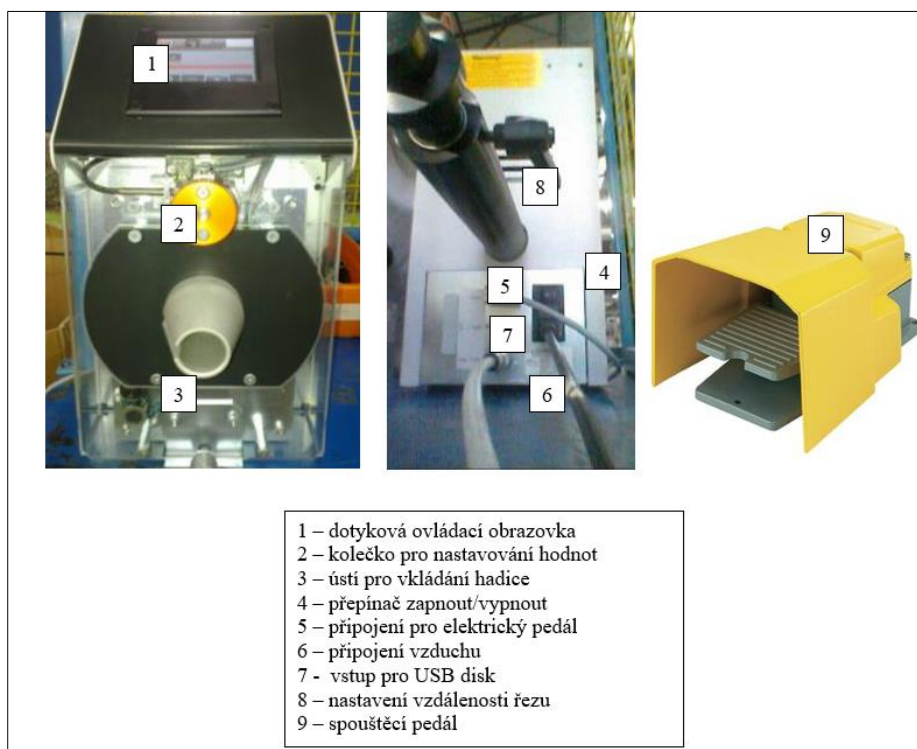 1
2
3
8
4
5
7
6
9
1 – dotyková ovládací obrazovka
2 – kolečko pro nastavování hodnot
3 – ústí pro vkládání hadice
4 – přepínač zapnout/vypnout
5 – připojení pro elektrický pedál
6 – připojení vzduchu
7 -  vstup pro USB disk
8 – nastavení vzdálenosti řezu
9 – spouštěcí pedál